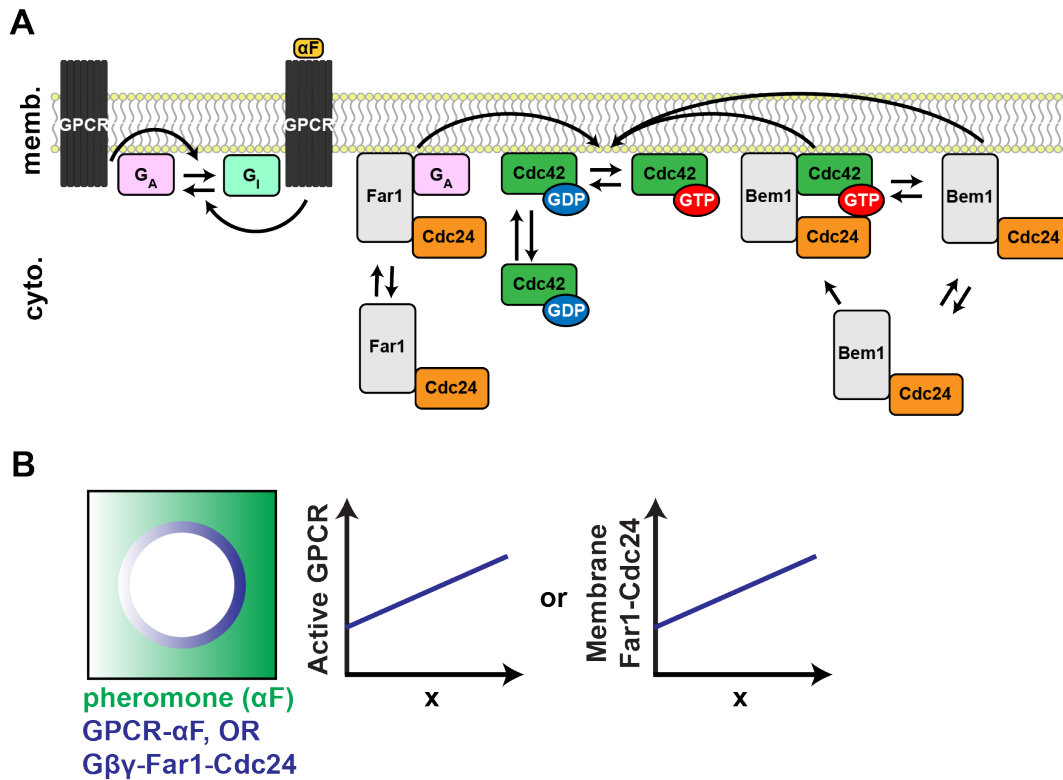 A
αF
memb.
GPCR
GPCR
GA
GI
Far1
GA
Cdc24
Cdc42
GDP
Cdc42
GTP
Bem1
Cdc42
GTP
Cdc24
Bem1
Cdc24
cyto.
Cdc42
GDP
Far1
Cdc24
Bem1
Cdc24
B
Active GPCR
x
or
Membrane
Far1-Cdc24
x
pheromone (αF)
GPCR-αF, OR
Gβγ-Far1-Cdc24